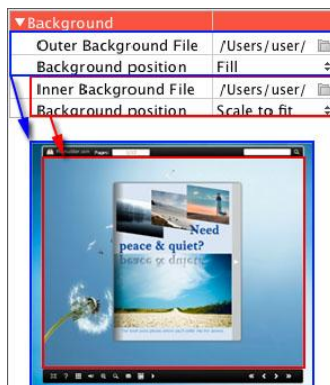 ▼Background
Outer Background File /Users/user/
Background position Fill
Inner Background File /Users/user/
Background position Scale to fit
Pages:
Need
peace & quiet?